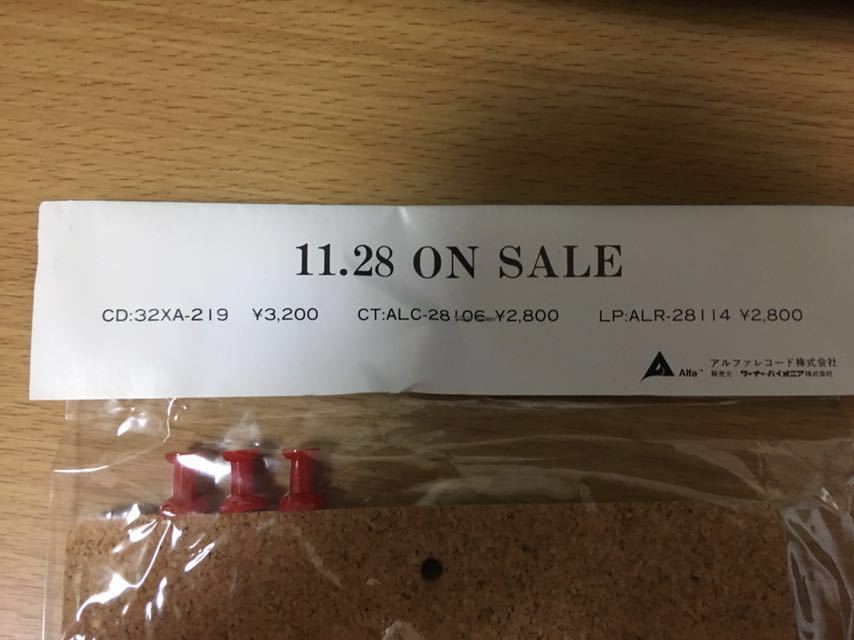 11.28 ON SALE
CD:32XA-219 ¥3,200 CT:ALC-28106 ¥2,800 LP:ALR-28114 ¥2,800
Alfa™ アルファレコード株式会社
販売元:ワーナー・パイオニア株式会社